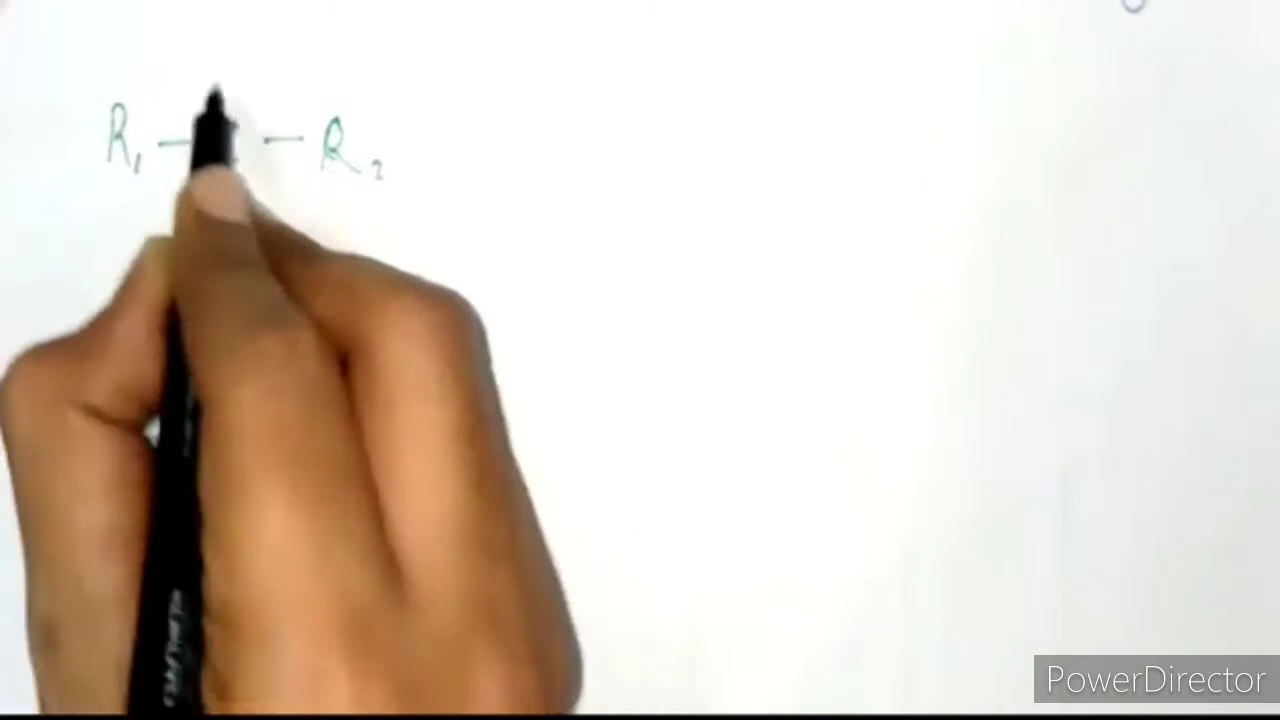 R₁ — — R₂
PowerDirector